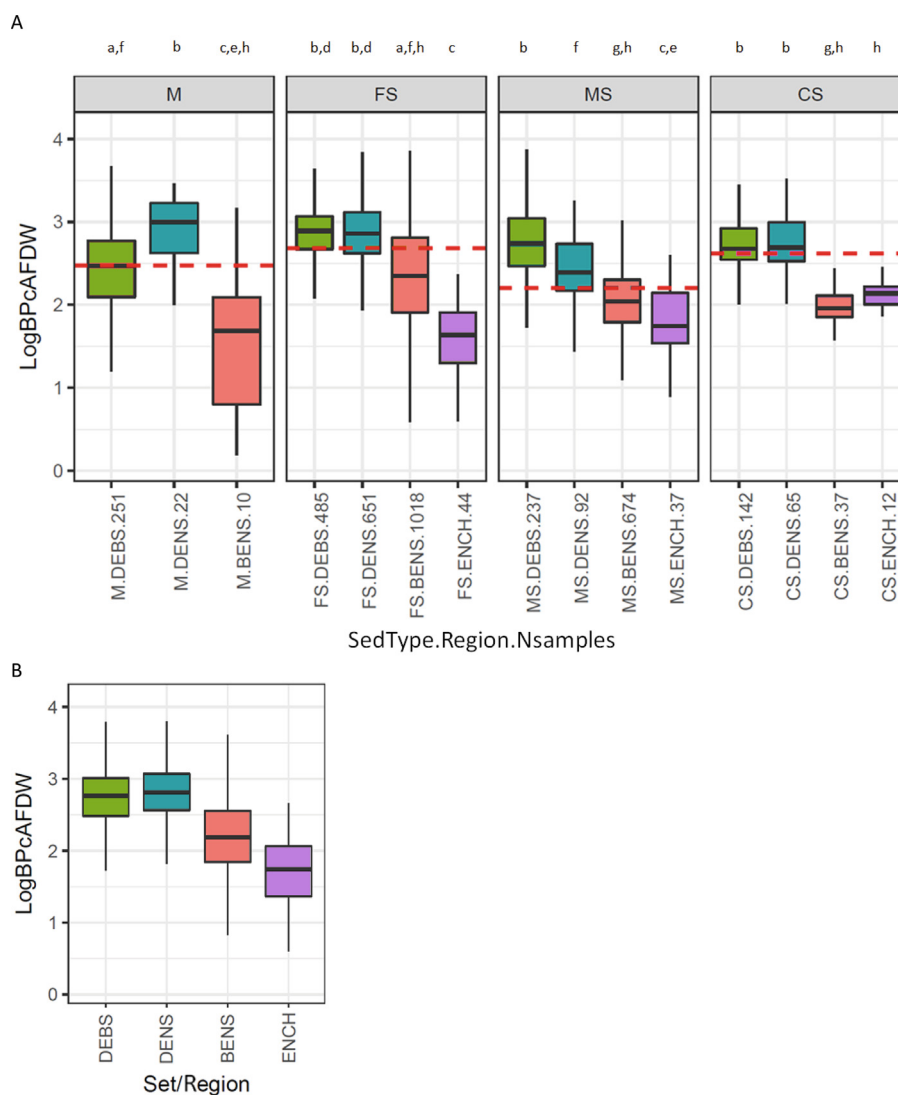 A
a,f b c,e,h b,d b,d a,f,h c b f g,h c,e b b g,h h
M FS MS CS
4
3
2
1
0
LogBPcAFDW
M.DEBS.251 M.DENS.22 M.BENS.10 FS.DEBS.485 FS.DENS.651 FS.BENS.1018 FS.ENCH.44 MS.DEBS.237 MS.DENS.92 MS.BENS.674 MS.ENCH.37 CS.DEBS.142 CS.DENS.65 CS.BENS.37 CS.ENCH.12
SedType.Region.Nsamples
B
4
3
2
1
0
LogBPcAFDW
DEBS DENS BENS ENCH
Set/Region